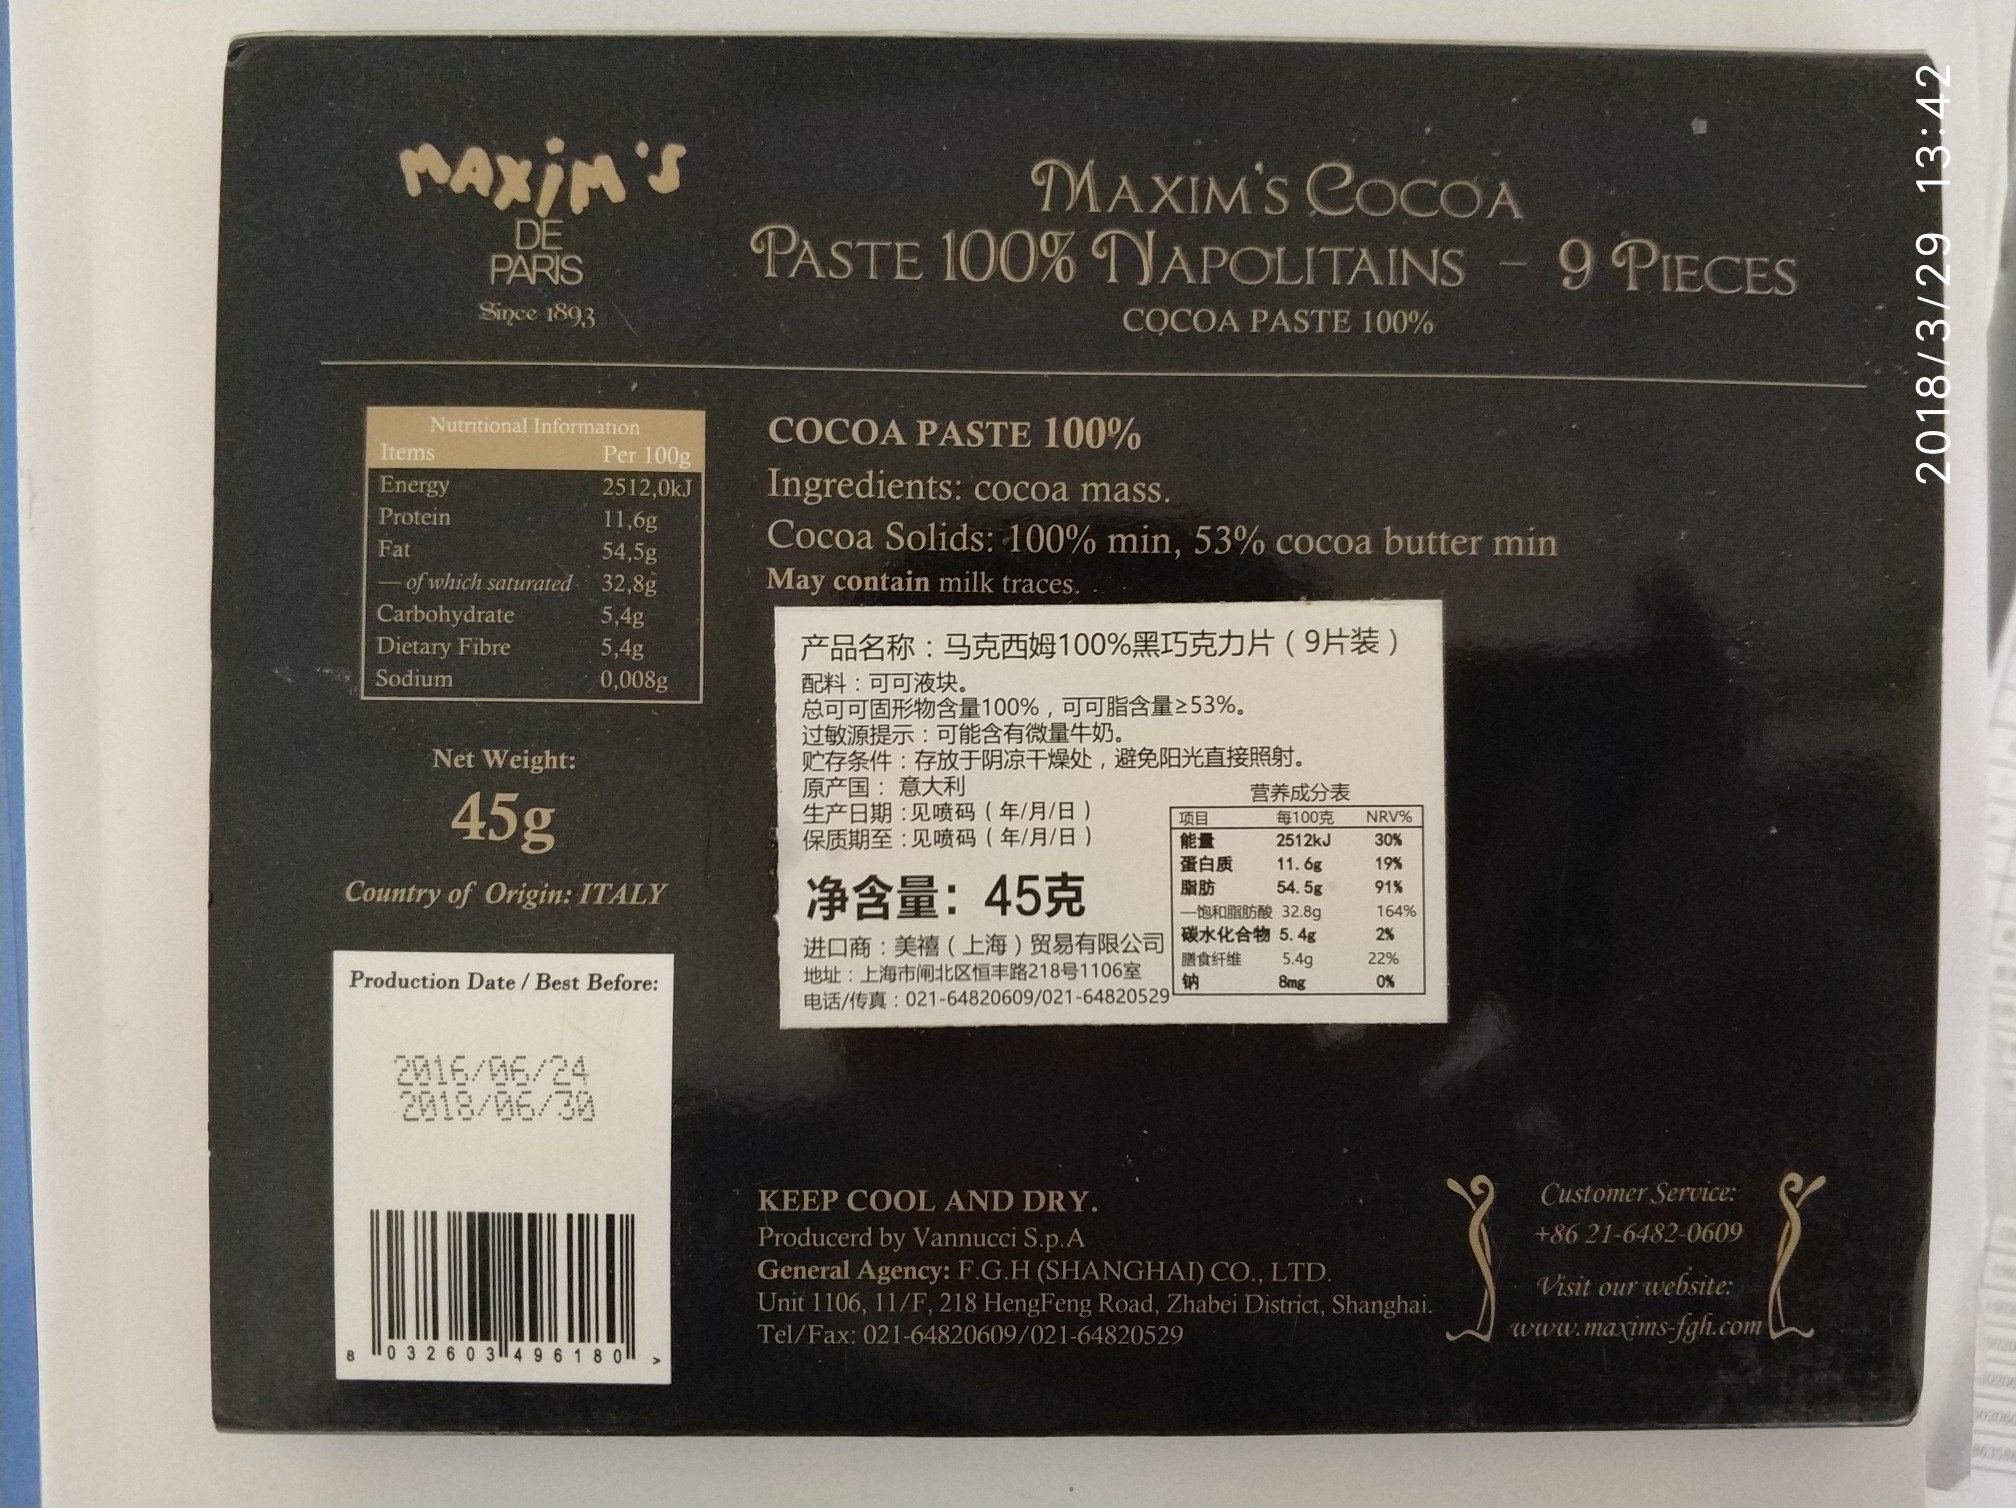 MAXIM'S
DE
PARIS
Since 1893
MAXIM'S COCOA
PASTE 100% NAPOLITAINS - 9 PIECES
COCOA PASTE 100%
2018/3/29 13:42
Nutritional Information
Items Per 100g
Energy 2512,0kJ
Protein 11,6g
Fat 54,5g
— of which saturated 32,8g
Carbohydrate 5,4g
Dietary Fibre 5,4g
Sodium 0,008g
Net Weight:
45g
Country of Origin: ITALY
Production Date / Best Before:
2016/06/24
2018/06/30
8 032603 496180 >
COCOA PASTE 100%
Ingredients: cocoa mass.
Cocoa Solids: 100% min, 53% cocoa butter min
May contain milk traces.
产品名称：马克西姆100%黑巧克力片（9片装）
配料：可可液块。
总可可固形物含量100%，可可脂含量≥53%。
过敏源提示：可能含有微量牛奶。
贮存条件：存放于阴凉干燥处，避免阳光直接照射。
原产国：意大利
生产日期：见喷码（年/月/日）
保质期至：见喷码（年/月/日）
净含量：45克
进口商：美禧（上海）贸易有限公司
地址：上海市闸北区恒丰路218号1106室
电话/传真：021-64820609/021-64820529
营养成分表
项目 每100克 NRV%
能量 2512kJ 30%
蛋白质 11.6g 19%
脂肪 54.5g 91%
—饱和脂肪酸 32.8g 164%
碳水化合物 5.4g 2%
膳食纤维 5.4g 22%
钠 8mg 0%
KEEP COOL AND DRY.
Producerd by Vannucci S.p.A
General Agency: F.G.H (SHANGHAI) CO., LTD.
Unit 1106, 11/F, 218 HengFeng Road, Zhabei District, Shanghai.
Tel/Fax: 021-64820609/021-64820529
Customer Service:
+86 21-6482-0609
Visit our website:
www.maxims-fgh.com